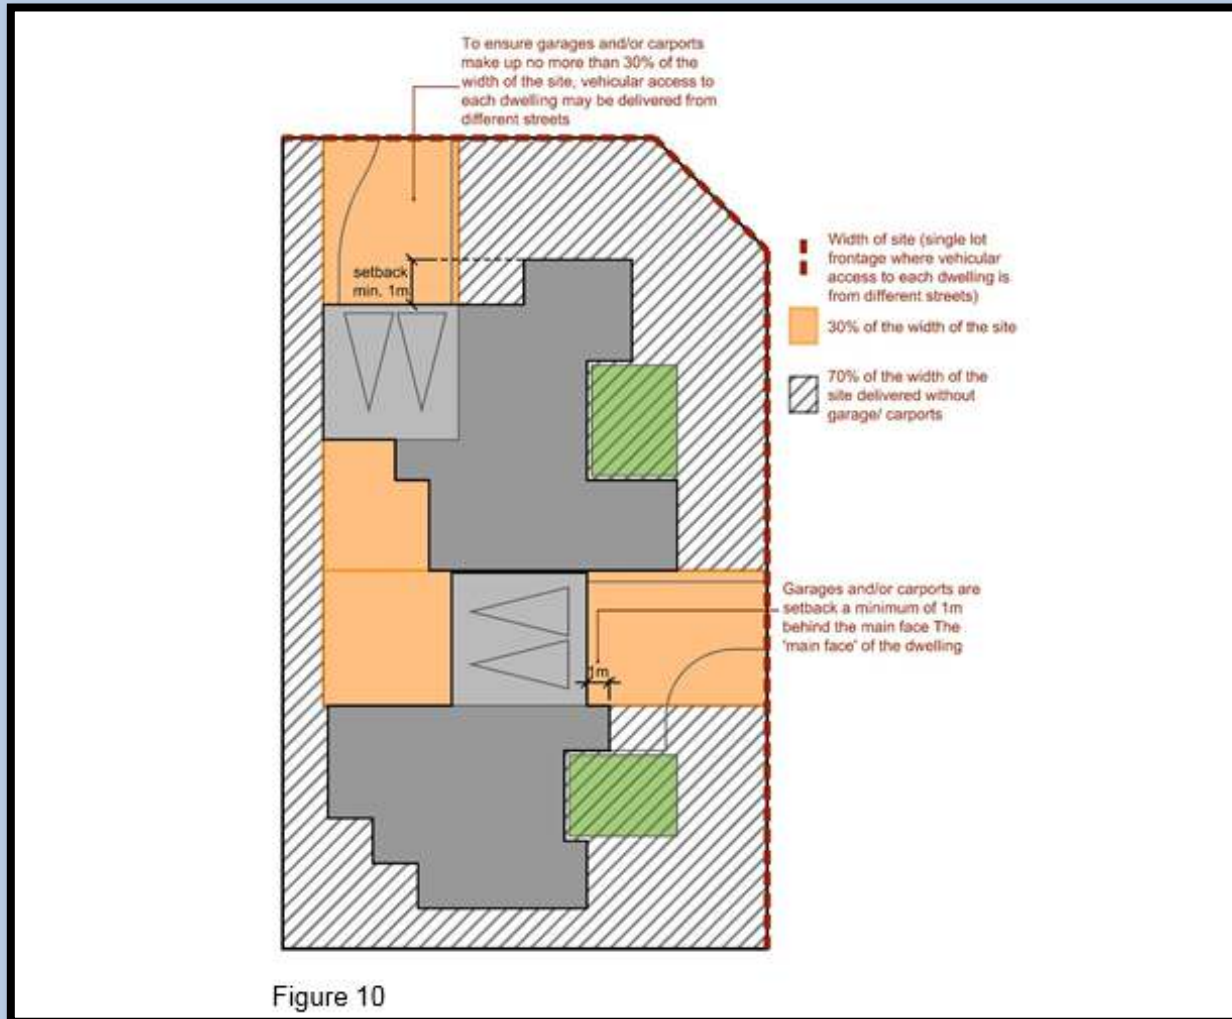 To ensure garages and/or carports
make up no more than 30% of the
width of the site, vehicular access to
each dwelling may be delivered from
different streets
setback
min. 1m
Width of site (single lot
frontage where vehicular
access to each dwelling is
from different streets)
30% of the width of the site
70% of the width of the
site delivered without
garage/ carports
Garages and/or carports are
setback a minimum of 1m
behind the main face The
'main face' of the dwelling
1m
Figure 10